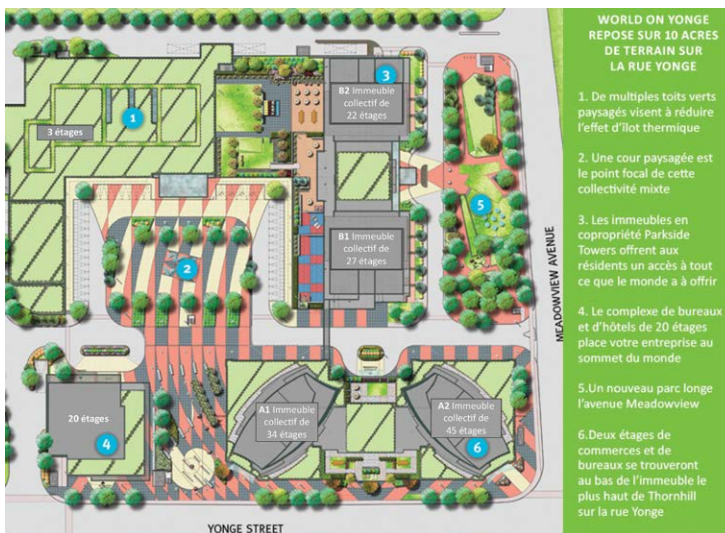 WORLD ON YONGE
REPOSE SUR 10 ACRES
DE TERRAIN SUR
LA RUE YONGE
1. De multiples toits verts
paysagés visent à réduire
l'effet d'îlot thermique
2. Une cour paysagée est
le point focal de cette
collectivité mixte
3. Les immeubles en
copropriété Parkside
Towers offrent aux
résidents un accès à tout
ce que le monde a à offrir
4. Le complexe de bureaux
et d'hôtels de 20 étages
place votre entreprise au
sommet du monde
5.Un nouveau parc longe
l'avenue Meadowview
6.Deux étages de
commerces et de
bureaux se trouveront
au bas de l'immeuble le
plus haut de Thornhill
sur la rue Yonge
3
B2 Immeuble
collectif de
22 étages
1
3 étages
5
B1 Immeuble
collectif de
27 étages
2
MEADOWVIEW AVENUE
20 étages
4
A1 Immeuble
collectif de
34 étages
A2 Immeuble
collectif de
45 étages
6
YONGE STREET